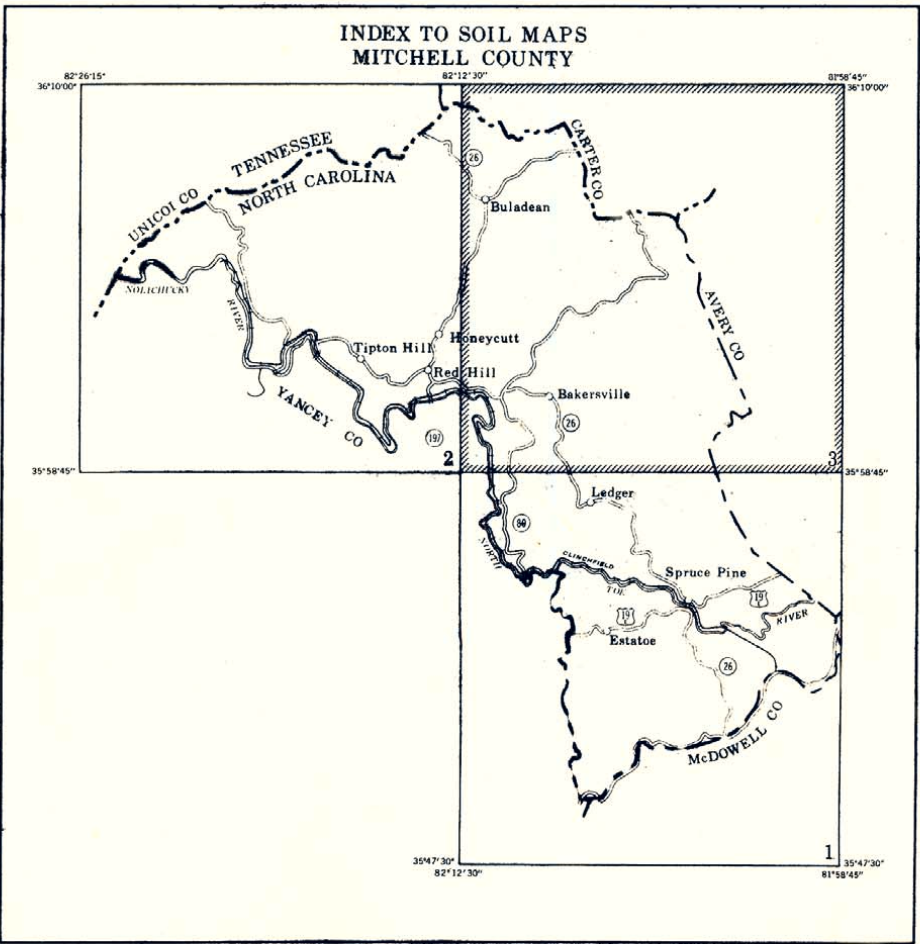 INDEX TO SOIL MAPS
MITCHELL COUNTY
82°26'15"
82°12'30"
81°58'45"
36°10'00"
36°10'00"
TENNESSEE
NORTH CAROLINA
UNICOI CO
CARTER CO
26
Buladean
NOLICHUCKY
RIVER
AVERY CO
Honeycutt
Tipton Hill
Red Hill
YANCEY CO
Bakersville
26
197
2
3
35°58'45"
35°58'45"
Ledger
80
NORTH
CLINCHFIELD
TOE
Spruce Pine
19
19
RIVER
Estatoe
26
McDOWELL CO
1
35°47'30"
35°47'30"
82°12'30"
81°58'45"